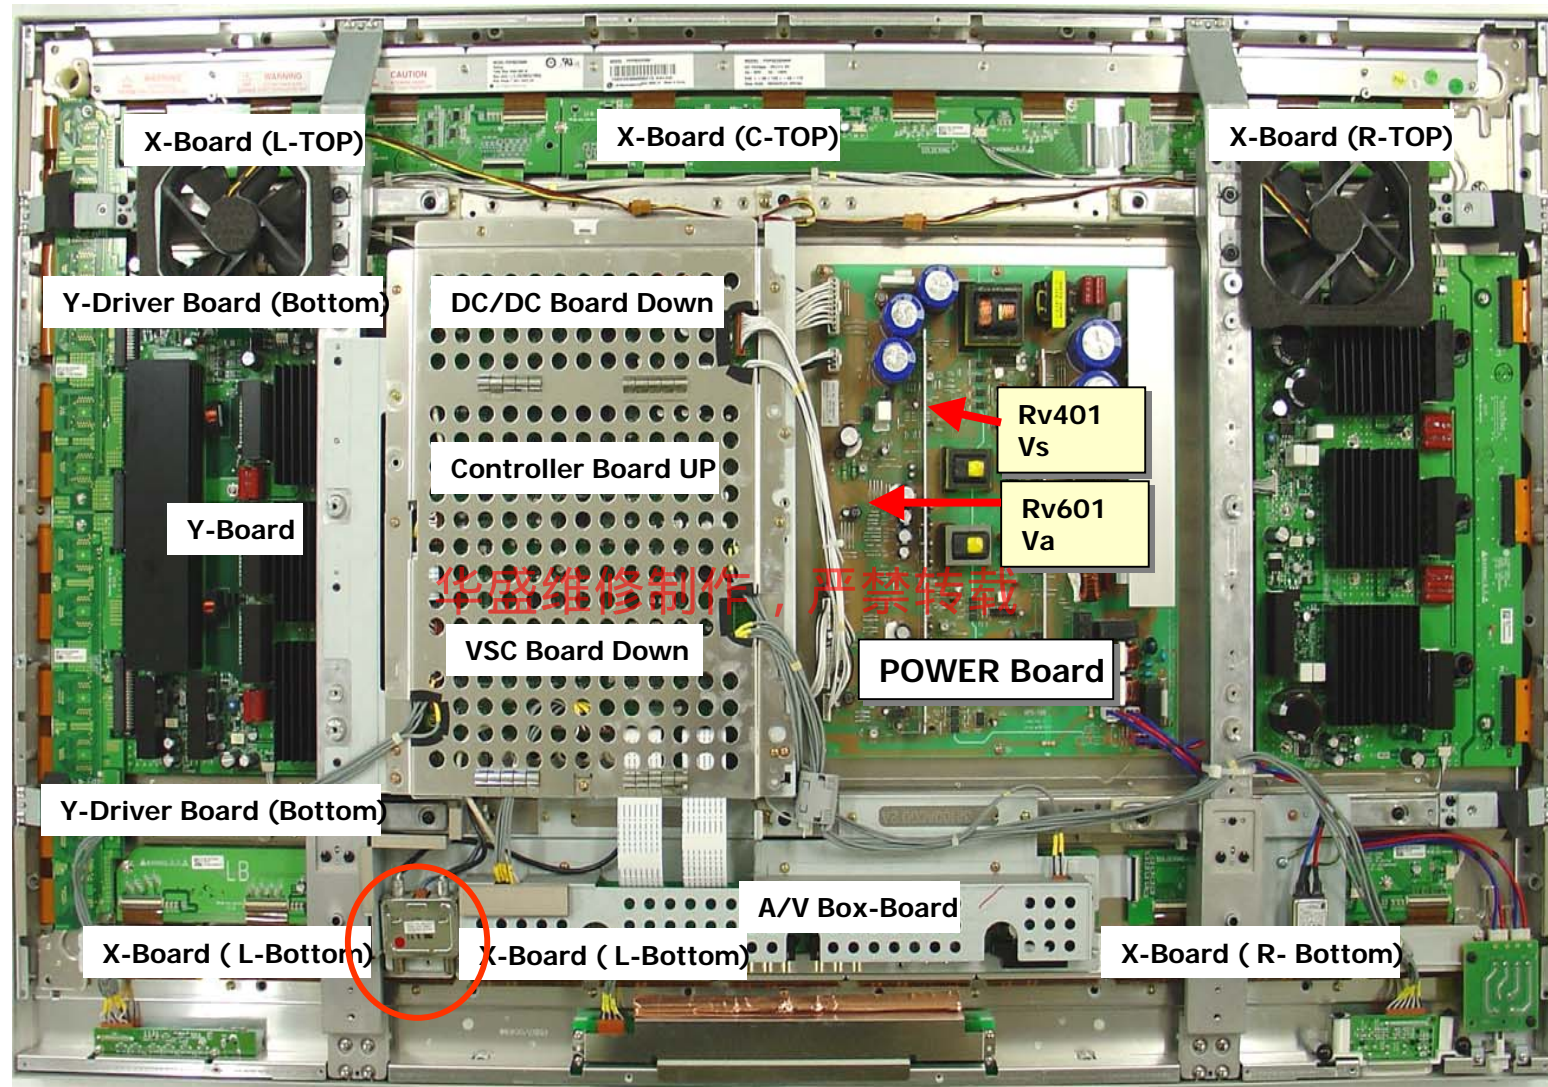 WARNING
WARNING
CAUTION
X-Board (L-TOP)
X-Board (C-TOP)
X-Board (R-TOP)
Y-Driver Board (Bottom)
DC/DC Board Down
Rv401
Vs
Controller Board UP
Rv601
Va
Y-Board
华盛维修制作，严禁转载
VSC Board Down
POWER Board
Y-Driver Board (Bottom)
LB
A/V Box-Board
X-Board ( L-Bottom)
X-Board ( L-Bottom)
X-Board ( R- Bottom)